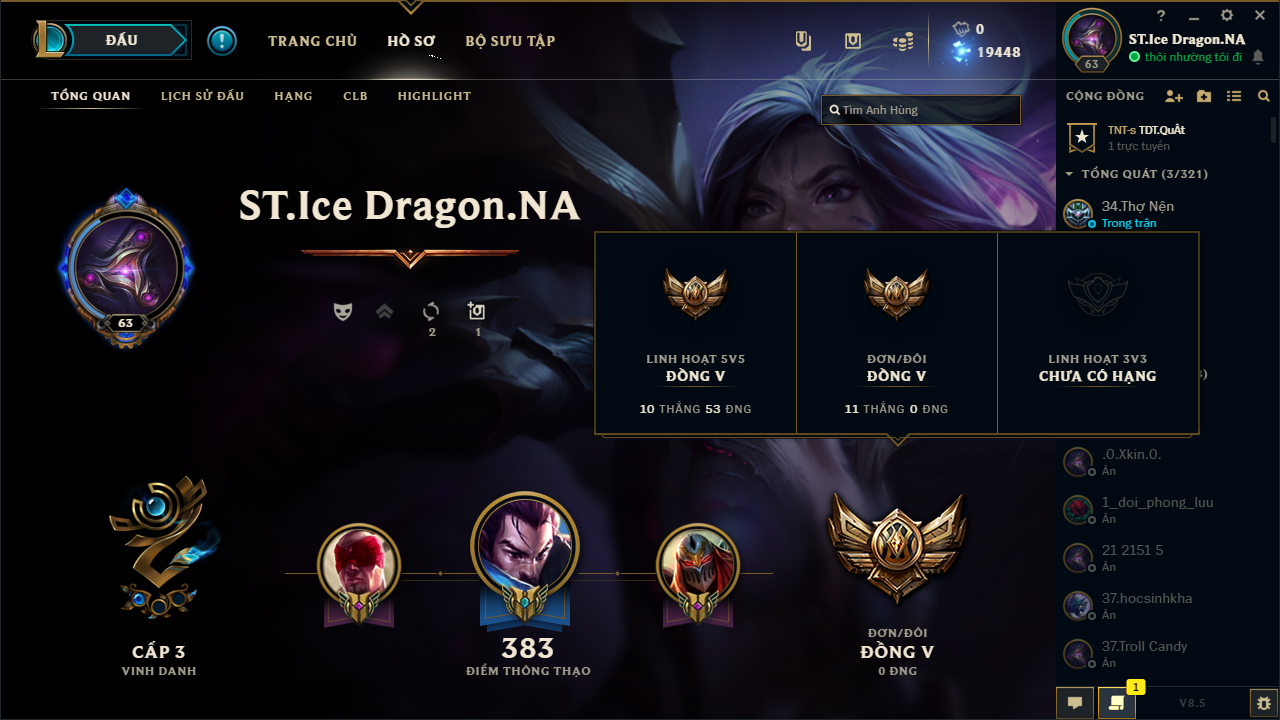 ĐẤU
TRANG CHỦ
HỒ SƠ
BỘ SƯU TẬP
0
19448
?
ST.Ice Dragon.NA
thôi nhường tôi đi
63
TỔNG QUAN
LỊCH SỬ ĐẤU
HẠNG
CLB
HIGHLIGHT
Tìm Anh Hùng
CỘNG ĐỒNG
TNT-s TDT.QuÂt
1 trực tuyến
TỔNG QUÁT (3/321)
34.Thợ Nện
Trong trận
ST.Ice Dragon.NA
63
2
1
LINH HOẠT 5V5
ĐỒNG V
10 THẮNG 53 ĐNG
ĐƠN/ĐÔI
ĐỒNG V
11 THẮNG 0 ĐNG
LINH HOẠT 3V3
CHƯA CÓ HẠNG
.0.Xkin.0.
Ẩn
1_doi_phong_luu
Ẩn
21 2151 5
Ẩn
37.hocsinhkha
Ẩn
37.Troll Candy
Ẩn
CẤP 3
VINH DANH
383
ĐIỂM THÔNG THẠO
ĐƠN/ĐÔI
ĐỒNG V
0 ĐNG
1
V8.5